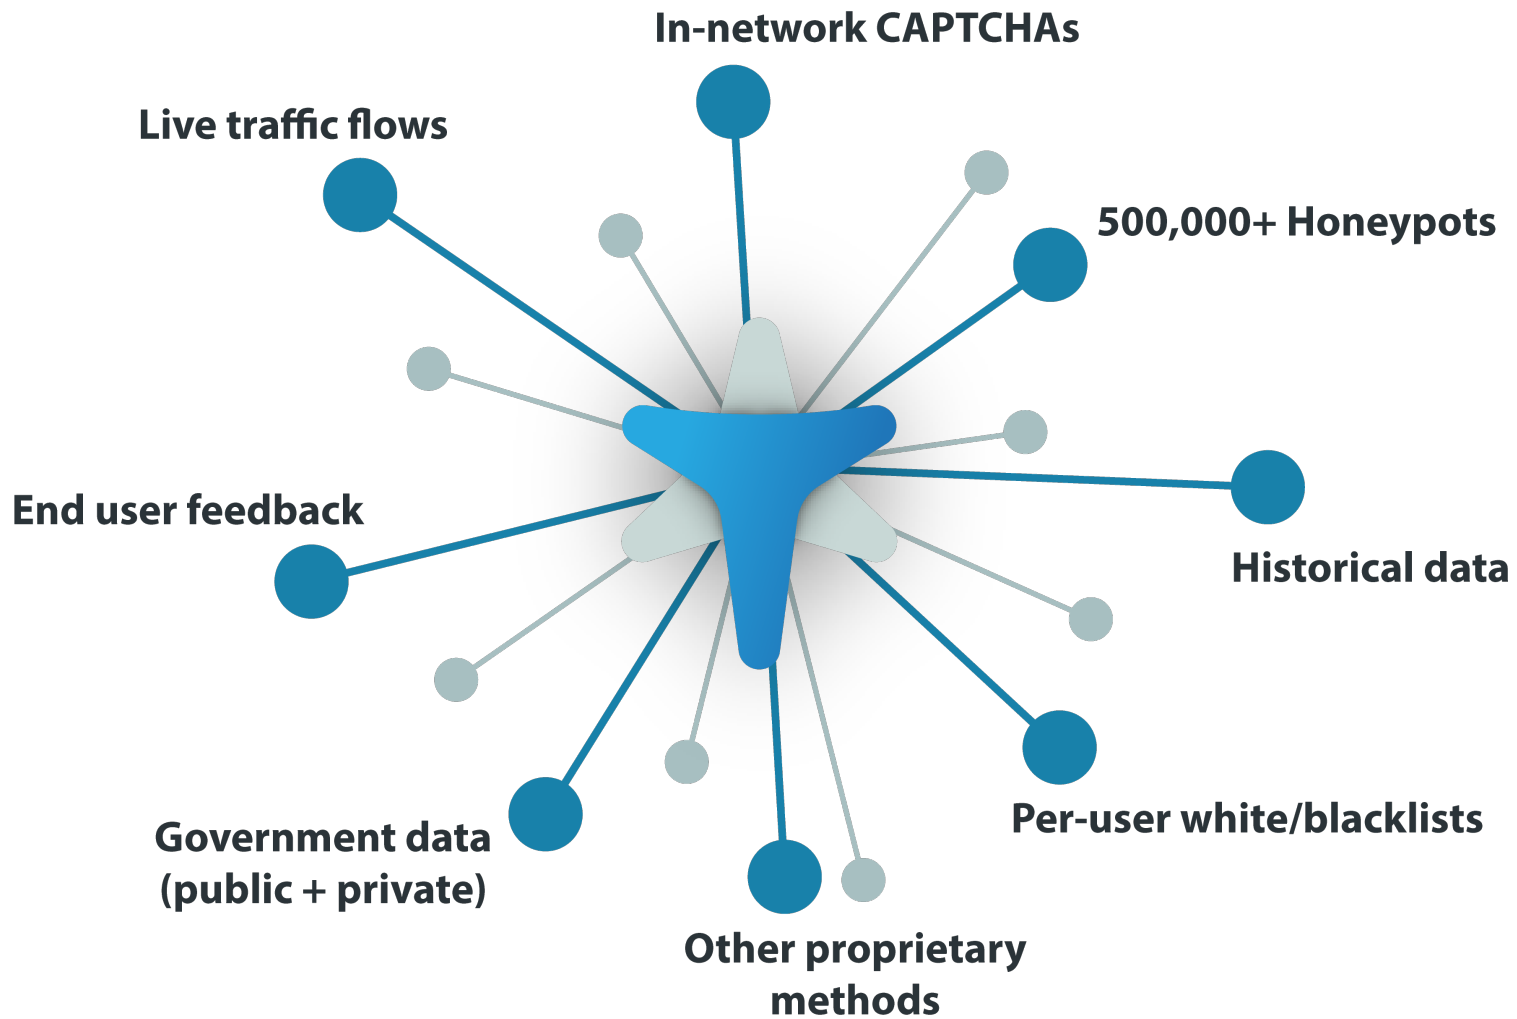 In-network CAPTCHAs
Live traffic flows
500,000+ Honeypots
End user feedback
Historical data
Per-user white/blacklists
Government data
(public + private)
Other proprietary
methods